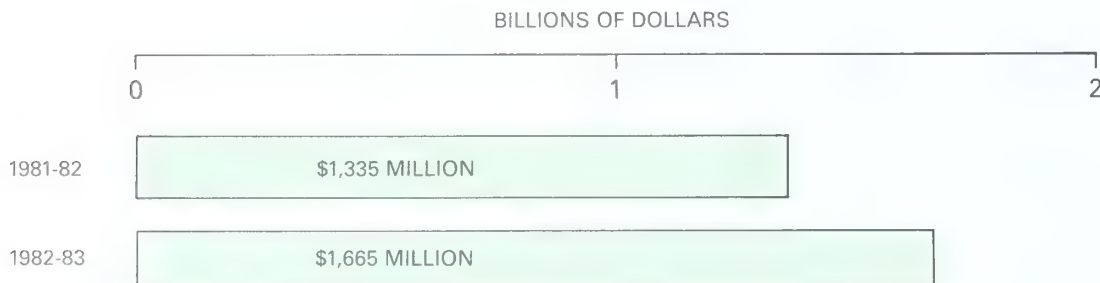 BILLIONS OF DOLLARS
0 1 2
1981-82 $1,335 MILLION
1982-83 $1,665 MILLION